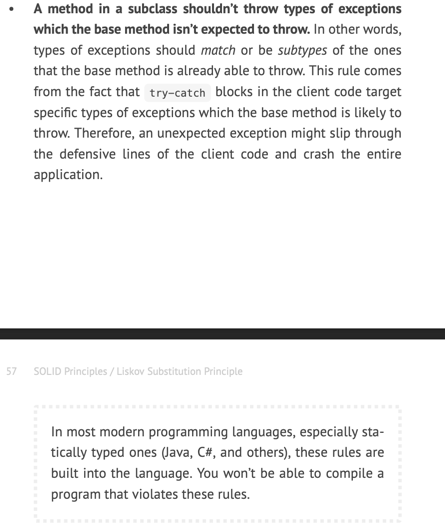 • A method in a subclass shouldn't throw types of exceptions
which the base method isn't expected to throw. In other words,
types of exceptions should match or be subtypes of the ones
that the base method is already able to throw. This rule comes
from the fact that try-catch blocks in the client code target
specific types of exceptions which the base method is likely to
throw. Therefore, an unexpected exception might slip through
the defensive lines of the client code and crash the entire
application.
57 SOLID Principles / Liskov Substitution Principle
In most modern programming languages, especially sta-
tically typed ones (Java, C#, and others), these rules are
built into the language. You won't be able to compile a
program that violates these rules.